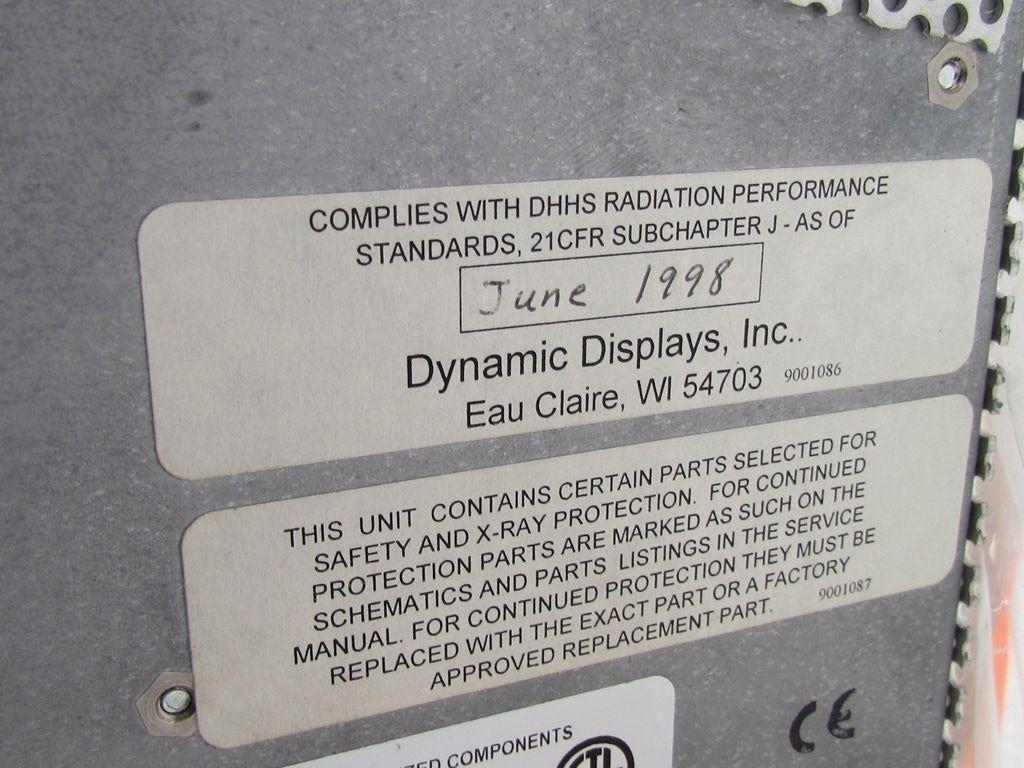 COMPLIES WITH DHHS RADIATION PERFORMANCE
STANDARDS, 21CFR SUBCHAPTER J - AS OF
June 1998
Dynamic Displays, Inc..
Eau Claire, WI 54703 9001086
THIS UNIT CONTAINS CERTAIN PARTS SELECTED FOR
SAFETY AND X-RAY PROTECTION. FOR CONTINUED
PROTECTION PARTS ARE MARKED AS SUCH ON THE
SCHEMATICS AND PARTS LISTINGS IN THE SERVICE
MANUAL. FOR CONTINUED PROTECTION THEY MUST BE
REPLACED WITH THE EXACT PART OR A FACTORY
APPROVED REPLACEMENT PART. 9001087
CE
COMPONENTS